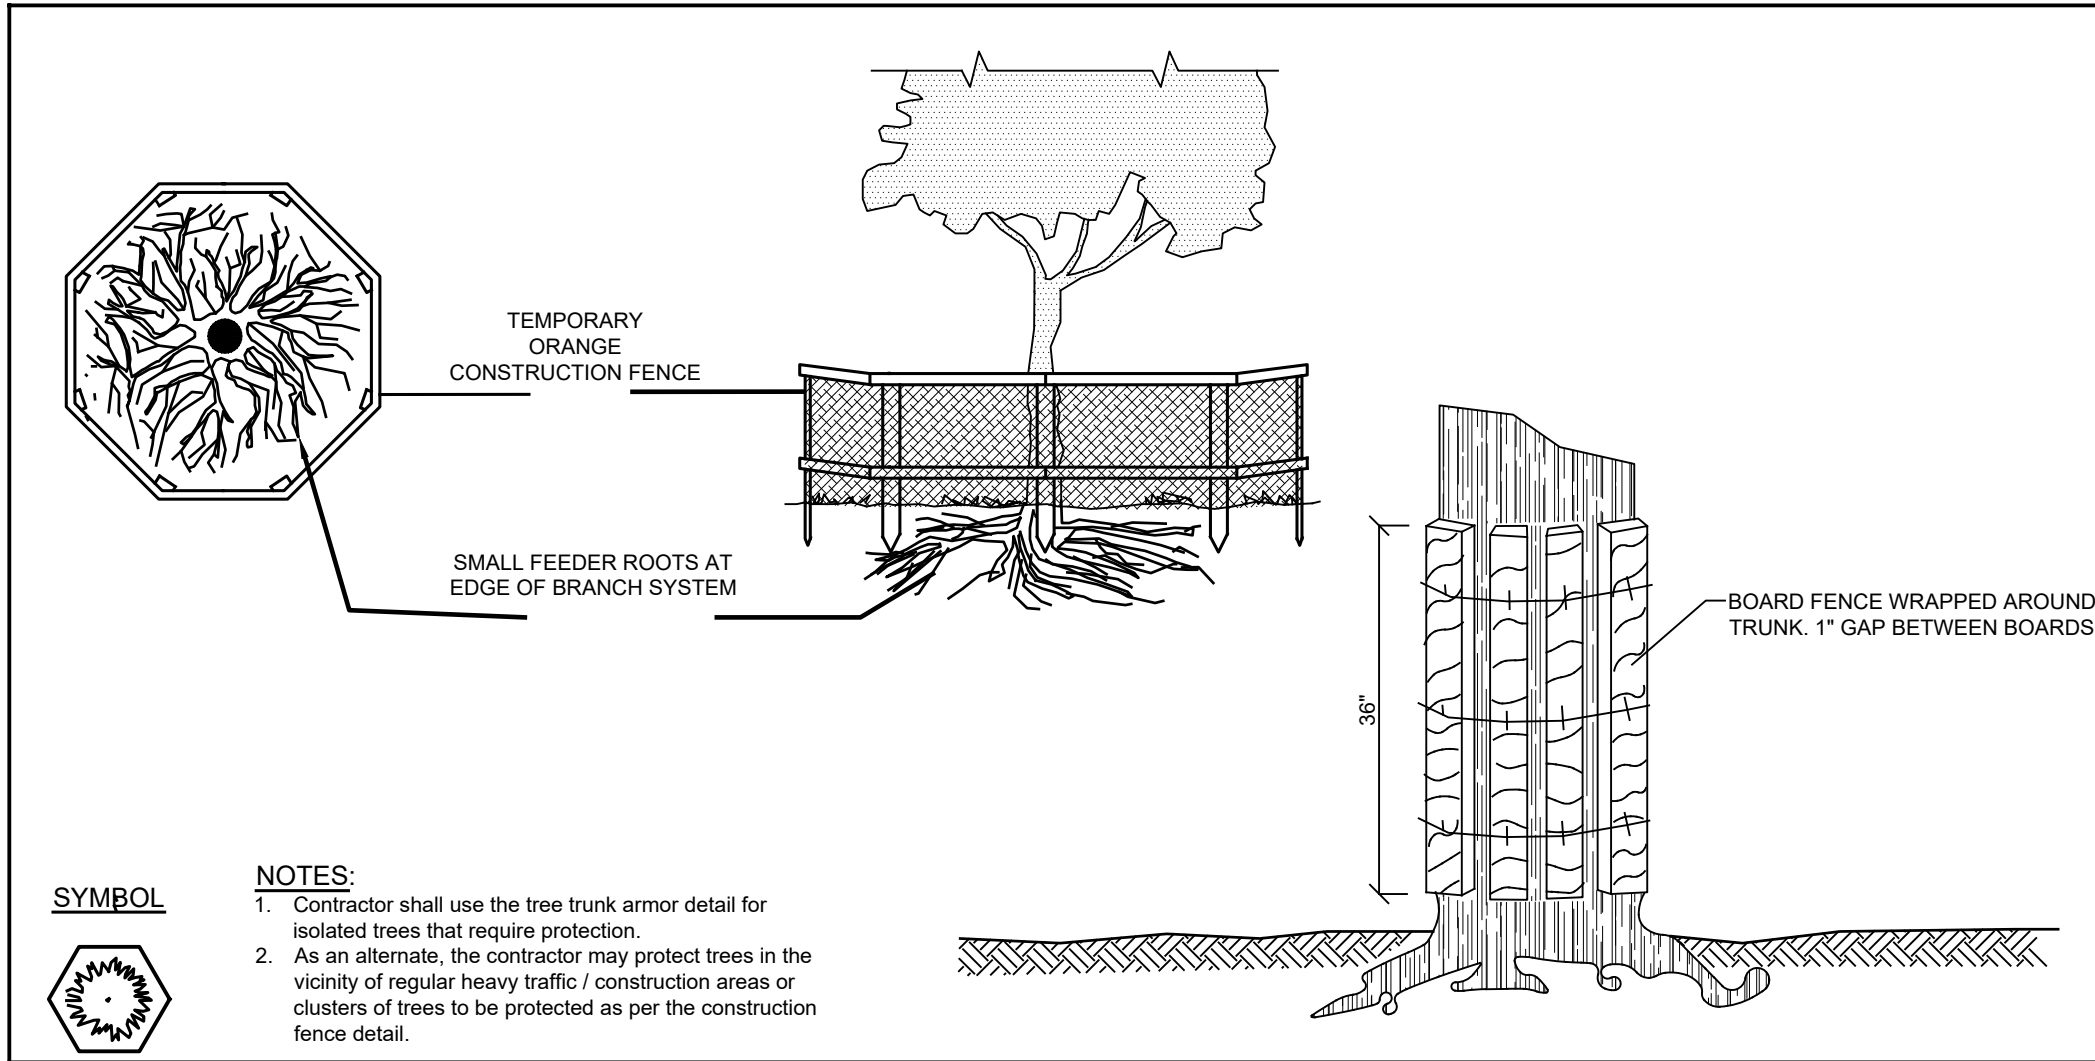 TEMPORARY
ORANGE
CONSTRUCTION FENCE
SMALL FEEDER ROOTS AT
EDGE OF BRANCH SYSTEM
BOARD FENCE WRAPPED AROUND
TRUNK. 1" GAP BETWEEN BOARDS
36"
SYMBOL
NOTES:
1. Contractor shall use the tree trunk armor detail for
isolated trees that require protection.
2. As an alternate, the contractor may protect trees in the
vicinity of regular heavy traffic / construction areas or
clusters of trees to be protected as per the construction
fence detail.